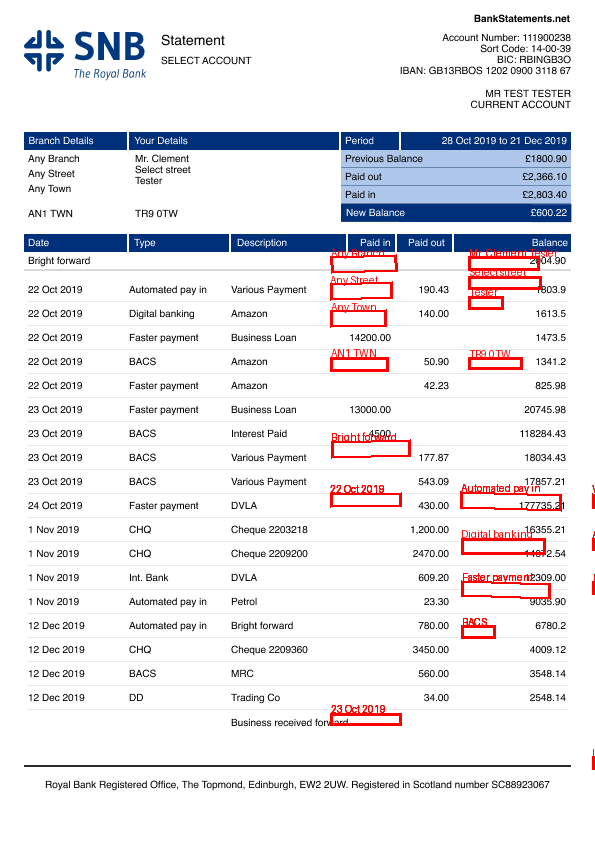 BankStatements.net
SNB
The Royal Bank
Statement
SELECT ACCOUNT
Account Number: 111900238
Sort Code: 14-00-39
BIC: RBINGB3O
IBAN: GB13RBOS 1202 0900 3118 67
MR TEST TESTER
CURRENT ACCOUNT
Branch Details Your Details Period 28 Oct 2019 to 21 Dec 2019
Any Branch Mr. Clement Previous Balance £1800.90
Any Street Select street Paid out £2,366.10
Any Town Tester Paid in £2,803.40
AN1 TWN TR9 0TW New Balance £600.22
Date Type Description Paid in Paid out Balance
Any Branch Mr. Clement Tester
Bright forward 2004.90
Any Street Select street
22 Oct 2019 Automated pay in Various Payment 190.43 1803.9
Tester
Any Town
22 Oct 2019 Digital banking Amazon 140.00 1613.5
22 Oct 2019 Faster payment Business Loan 14200.00 1473.5
AN1 TWN TR9 0TW
22 Oct 2019 BACS Amazon 50.90 1341.2
22 Oct 2019 Faster payment Amazon 42.23 825.98
23 Oct 2019 Faster payment Business Loan 13000.00 20745.98
23 Oct 2019 BACS Interest Paid 4500 118284.43
Bright forward
23 Oct 2019 BACS Various Payment 177.87 18034.43
23 Oct 2019 BACS Various Payment 543.09 17857.21
22 Oct 2019 Automated pay in
24 Oct 2019 Faster payment DVLA 430.00 177735.21
1 Nov 2019 CHQ Cheque 2203218 1,200.00 16355.21
Digital banking
1 Nov 2019 CHQ Cheque 2209200 2470.00
Faster payment
1 Nov 2019 Int. Bank DVLA 609.20 12309.00
1 Nov 2019 Automated pay in Petrol 23.30 9035.90
BACS
12 Dec 2019 Automated pay in Bright forward 780.00 6780.2
12 Dec 2019 CHQ Cheque 2209360 3450.00 4009.12
12 Dec 2019 BACS MRC 560.00 3548.14
12 Dec 2019 DD Trading Co 34.00 2548.14
23 Oct 2019
Business received forward
Royal Bank Registered Office, The Topmond, Edinburgh, EW2 2UW. Registered in Scotland number SC88923067